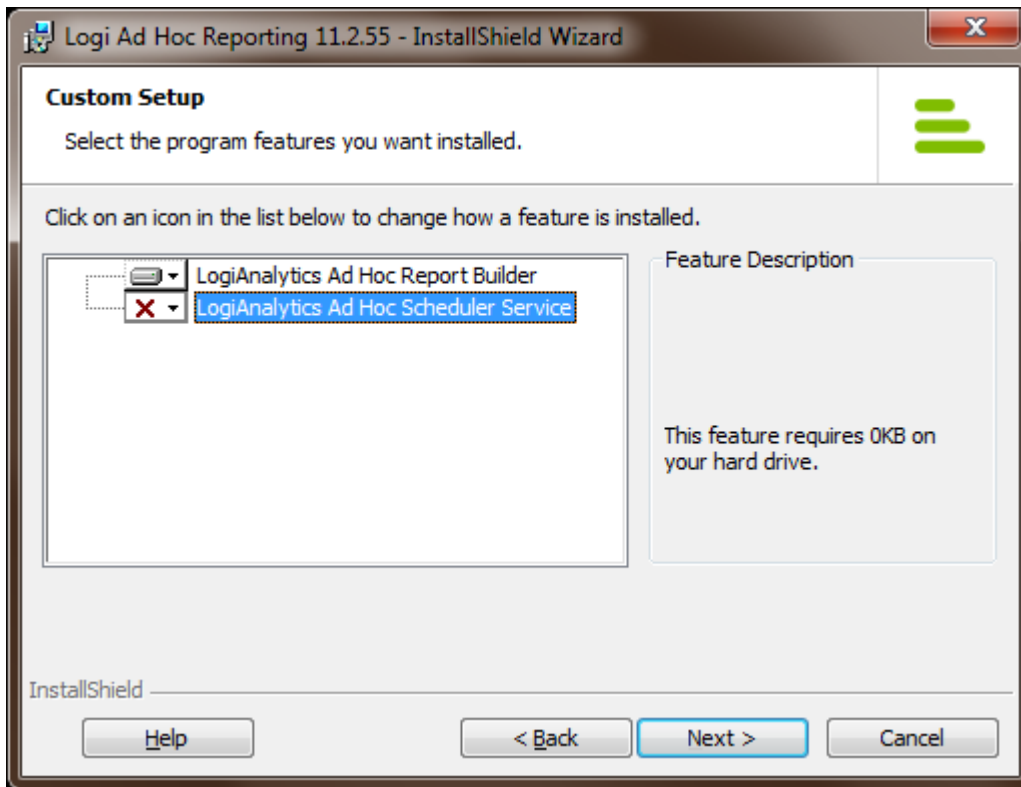 Logi Ad Hoc Reporting 11.2.55 - InstallShield Wizard
Custom Setup
Select the program features you want installed.
Click on an icon in the list below to change how a feature is installed.
LogiAnalytics Ad Hoc Report Builder
LogiAnalytics Ad Hoc Scheduler Service
Feature Description
This feature requires 0KB on
your hard drive.
InstallShield
Help
< Back
Next >
Cancel